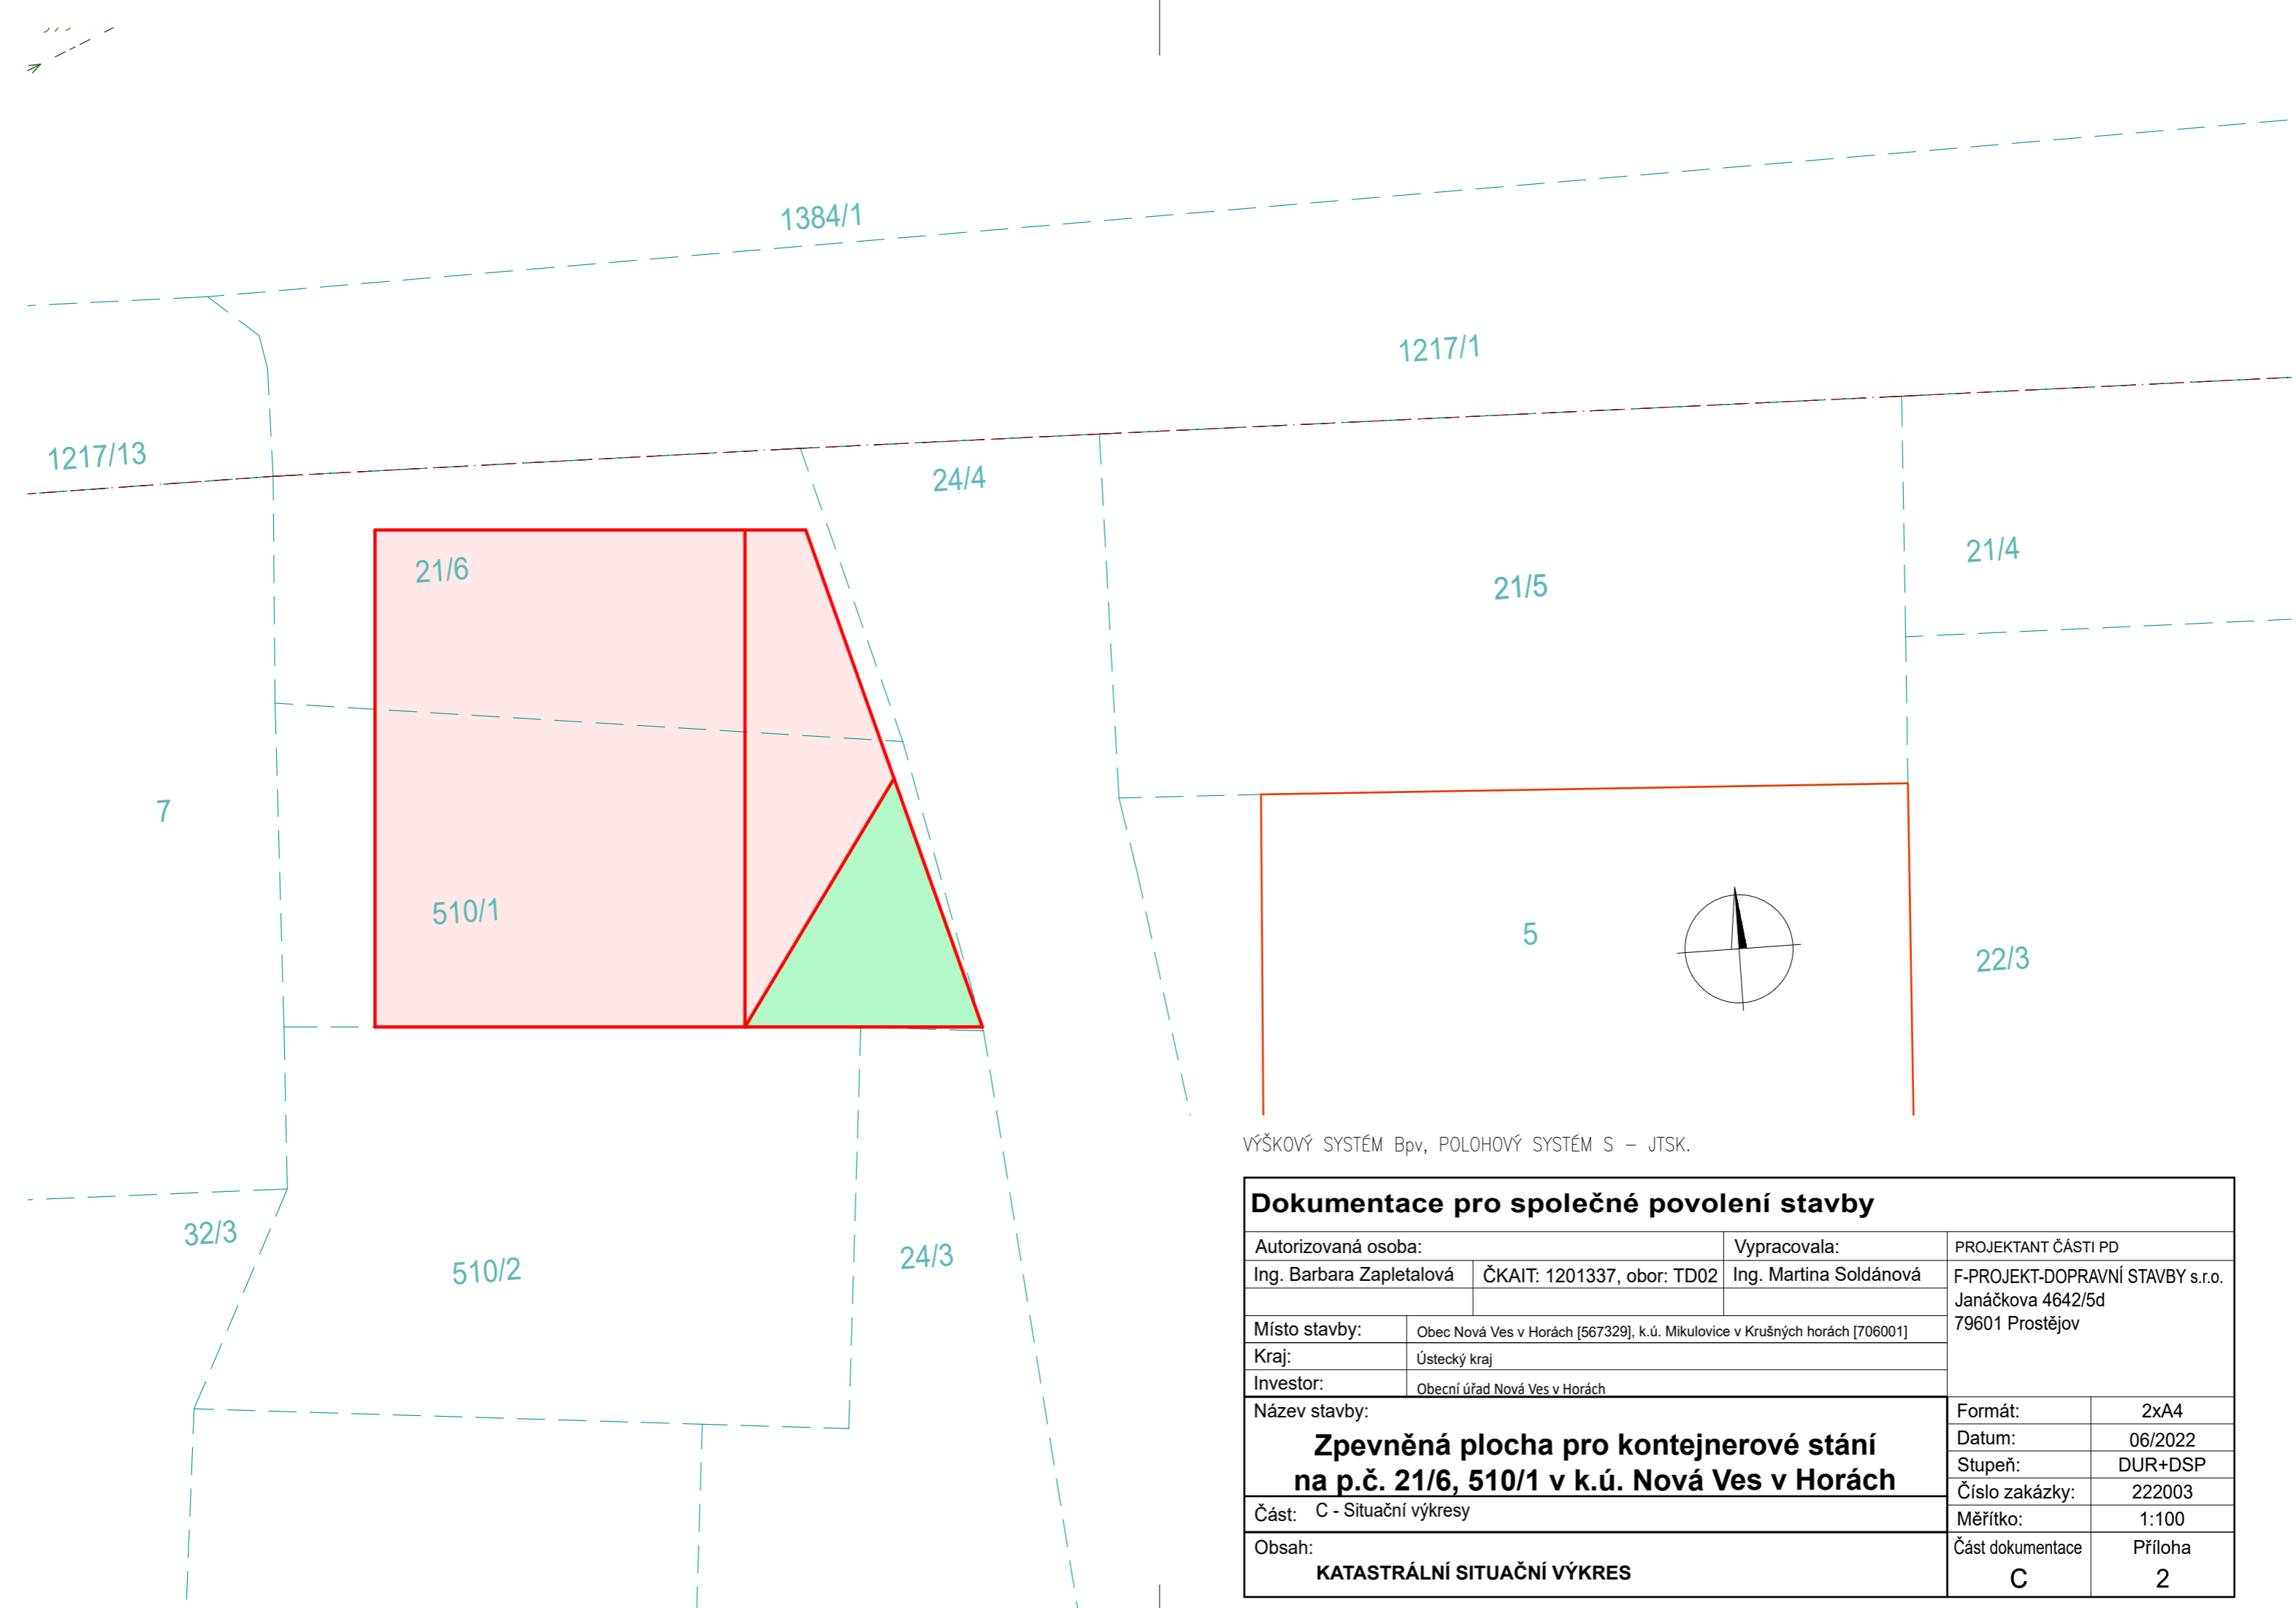 1384/1
1217/1
1217/13
24/4
21/6
21/5
21/4
7
510/1
5
22/3
32/3
510/2
24/3
VÝŠKOVÝ SYSTÉM Bpv, POLOHOVÝ SYSTÉM S – JTSK.
Dokumentace pro společné povolení stavby
Autorizovaná osoba: Vypracovala: PROJEKTANT ČÁSTI PD
Ing. Barbara Zapletalová ČKAIT: 1201337, obor: TD02 Ing. Martina Soldánová F-PROJEKT-DOPRAVNÍ STAVBY s.r.o.
Janáčkova 4642/5d
79601 Prostějov
Místo stavby: Obec Nová Ves v Horách [567329], k.ú. Mikulovice v Krušných horách [706001]
Kraj: Ústecký kraj
Investor: Obecní úřad Nová Ves v Horách
Název stavby:
Zpevněná plocha pro kontejnerové stání
na p.č. 21/6, 510/1 v k.ú. Nová Ves v Horách
Formát: 2xA4
Datum: 06/2022
Stupeň: DUR+DSP
Číslo zakázky: 222003
Část: C - Situační výkresy
Měřítko: 1:100
Obsah:
KATASTRÁLNÍ SITUAČNÍ VÝKRES
Část dokumentace Příloha
C 2